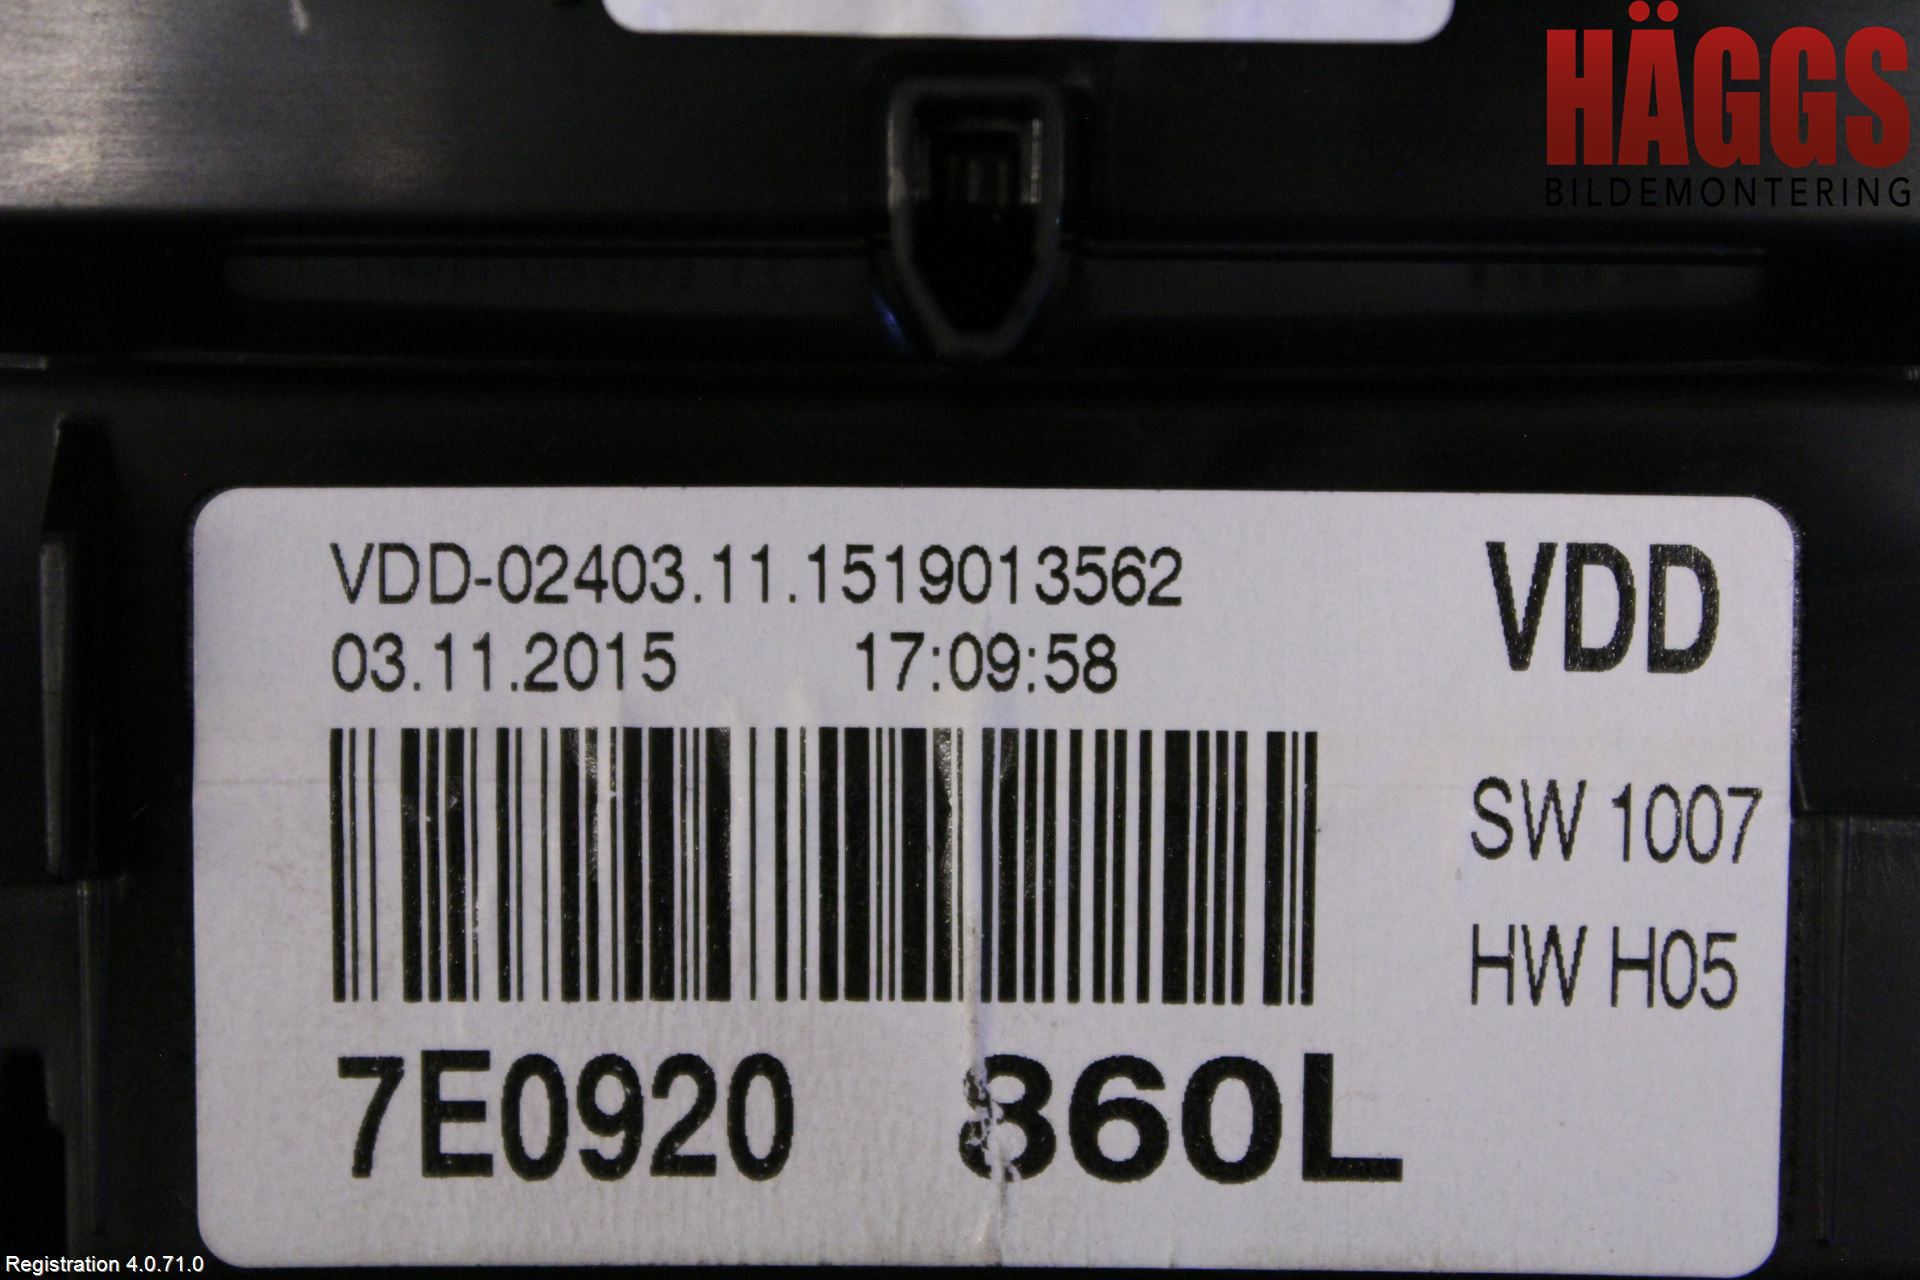 HÄGGS
BILDEMONTERING
VDD-02403.11.1519013562
03.11.2015 17:09:58
VDD
SW 1007
HW H05
7E0920 860L
Registration 4.0.71.0